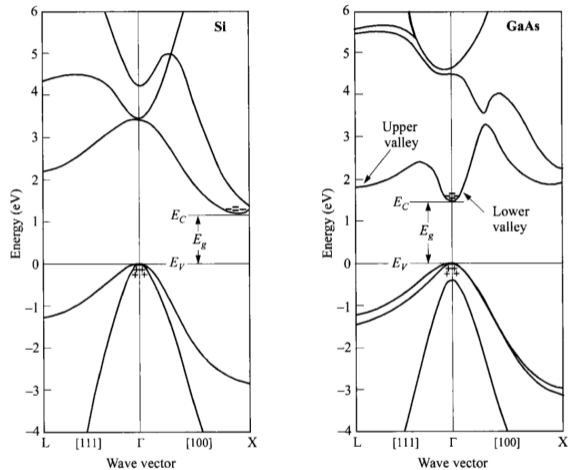 Si
6
5
4
3
2
1
0
−1
−2
−3
−4
Energy (eV)
E_C
E_g
E_V
L
[111]
Γ
[100]
X
Wave vector
GaAs
6
5
4
3
2
1
0
−1
−2
−3
−4
Energy (eV)
Upper
valley
Lower
valley
E_C
E_g
E_V
L
[111]
Γ
[100]
X
Wave vector